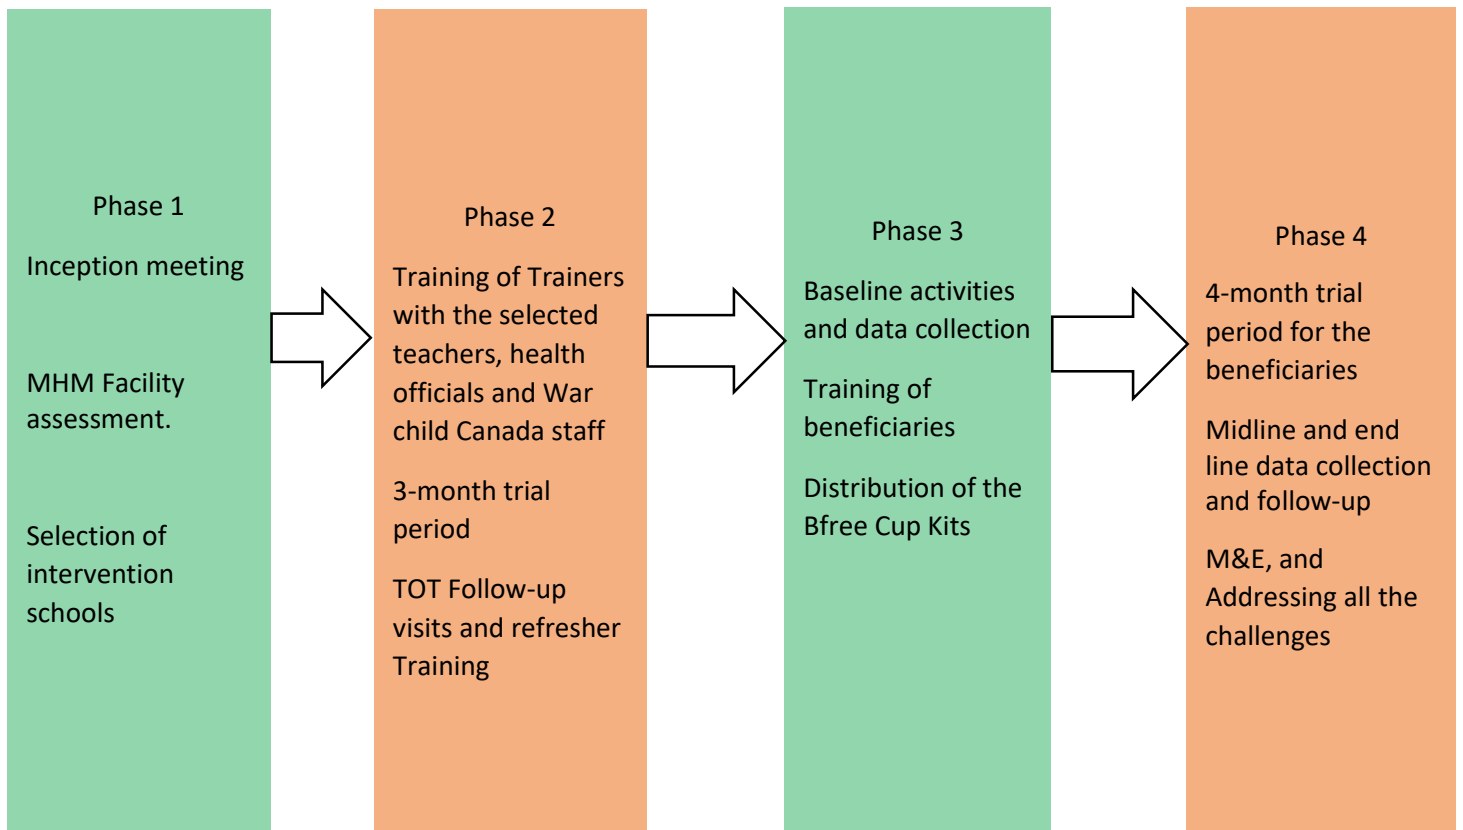 Phase 1
Inception meeting
MHM Facility
assessment.
Selection of
intervention
schools
Phase 2
Training of Trainers
with the selected
teachers, health
officials and War
child Canada staff
3-month trial
period
TOT Follow-up
visits and refresher
Training
Phase 3
Baseline activities
and data collection
Training of
beneficiaries
Distribution of the
Bfree Cup Kits
Phase 4
4-month trial
period for the
beneficiaries
Midline and end
line data collection
and follow-up
M&E, and
Addressing all the
challenges